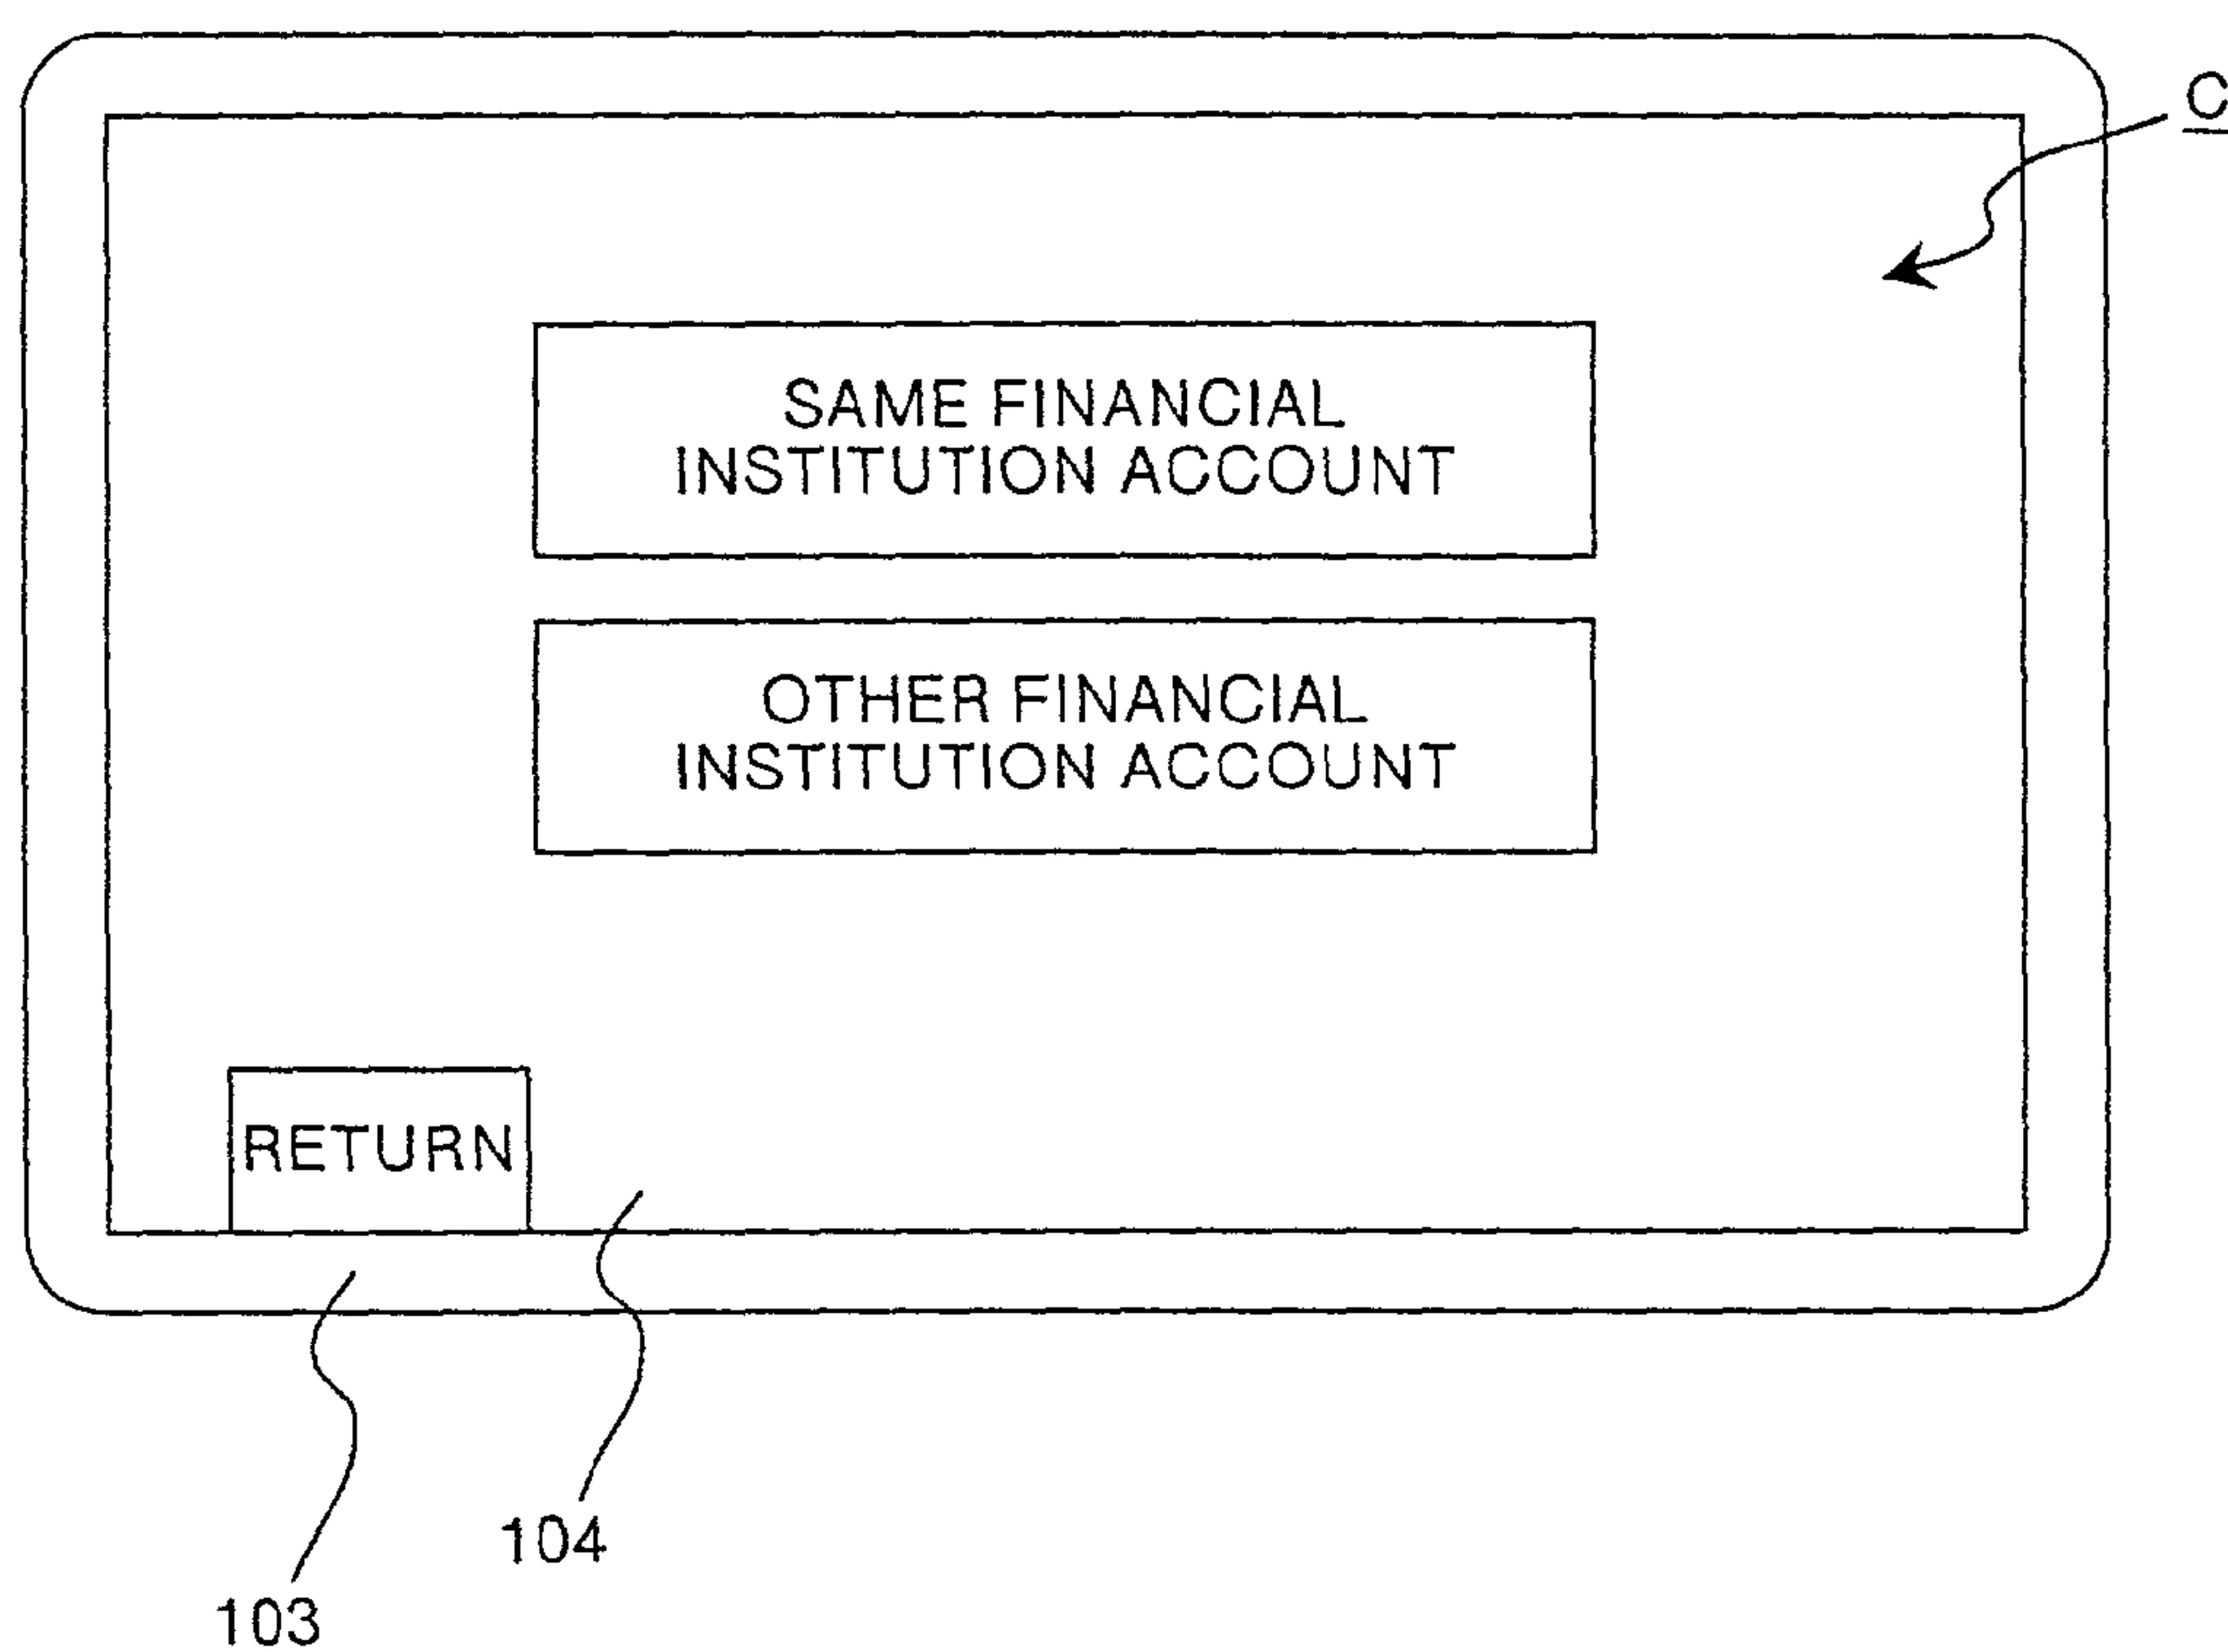 C
SAME FINANCIAL
INSTITUTION ACCOUNT
OTHER FINANCIAL
INSTITUTION ACCOUNT
RETURN
104
103